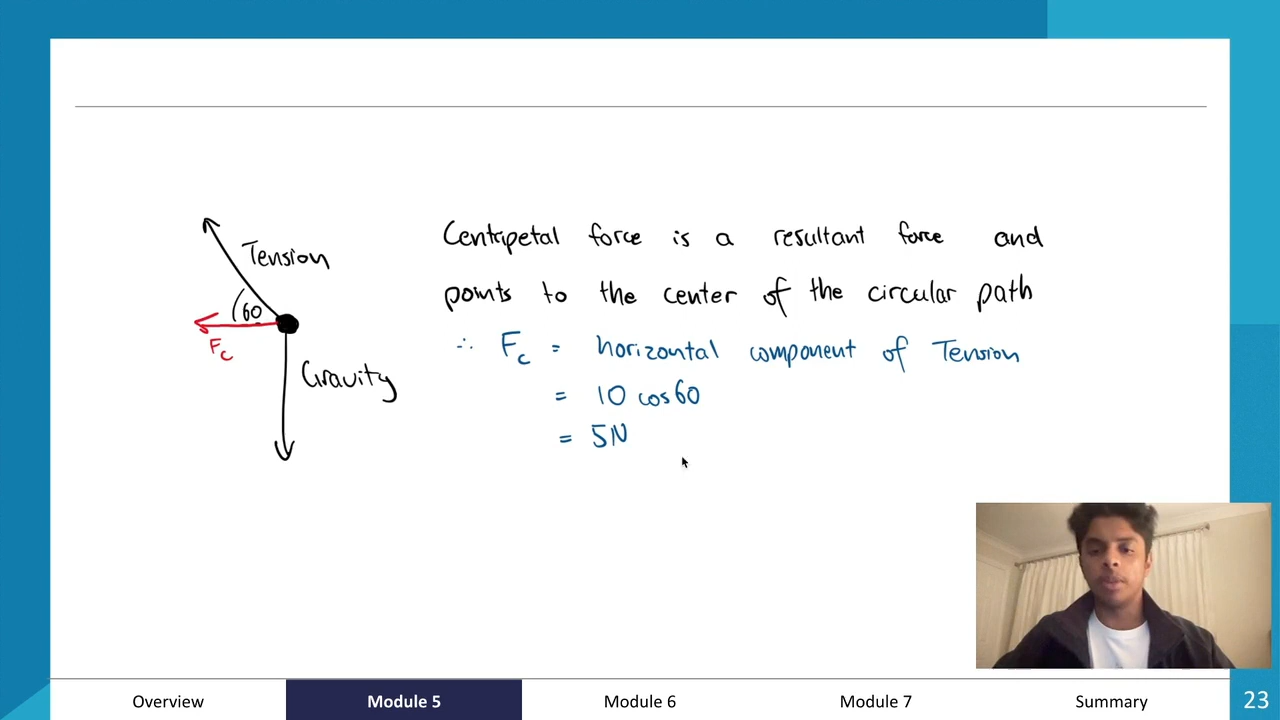 Tension
60
Fc
Gravity
Centripetal force is a resultant force and
points to the center of the circular path
∴ Fc = horizontal component of Tension
= 10 cos60
= 5N
Overview
Module 5
Module 6
Module 7
Summary
23